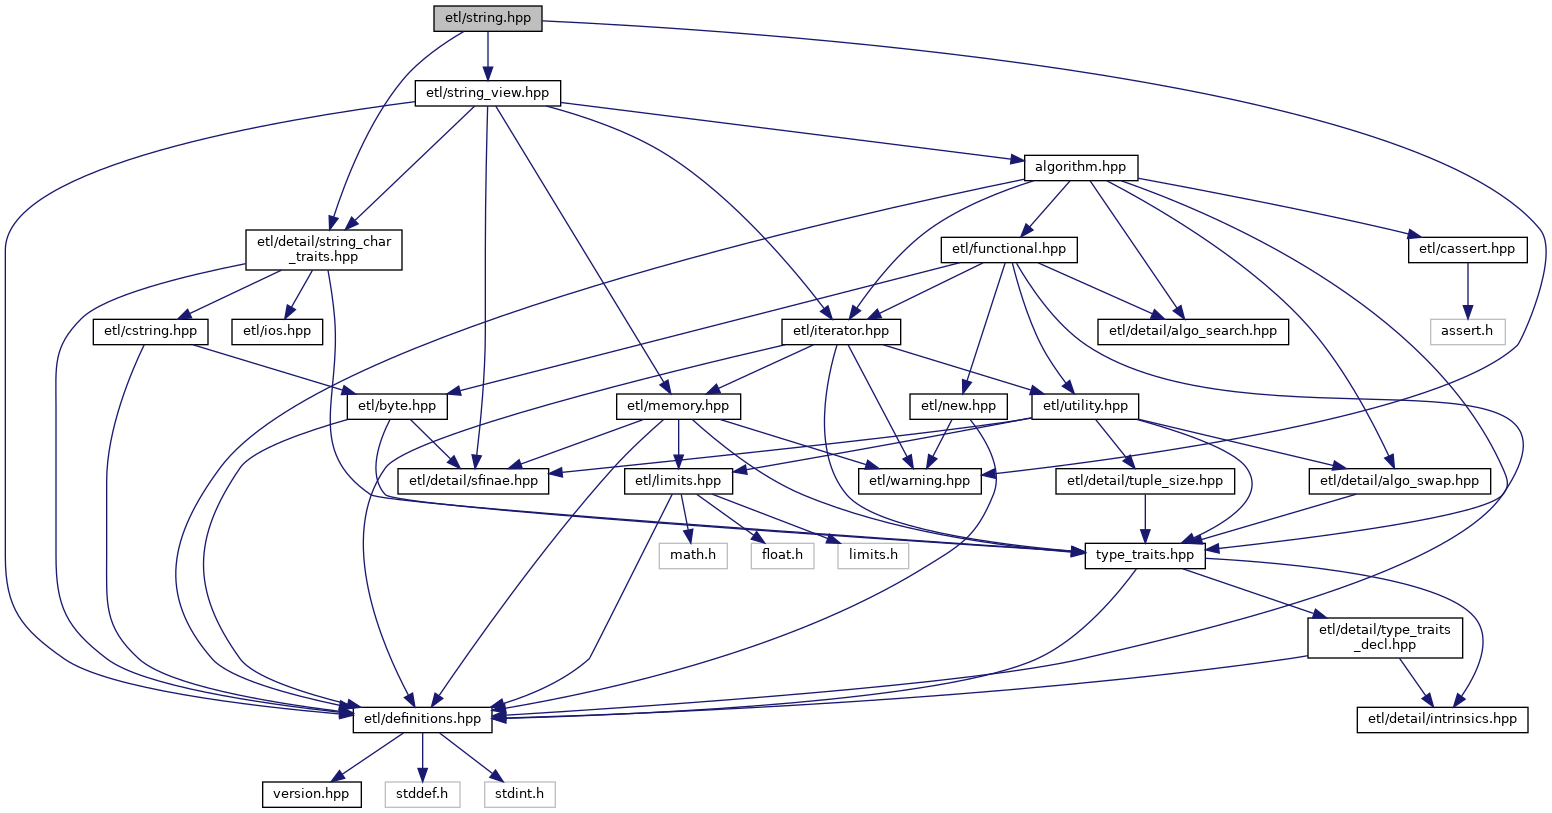 etl/string.hpp
etl/string_view.hpp
algorithm.hpp
etl/detail/string_char
_traits.hpp
etl/functional.hpp
etl/cassert.hpp
etl/cstring.hpp
etl/ios.hpp
etl/iterator.hpp
etl/detail/algo_search.hpp
assert.h
etl/byte.hpp
etl/memory.hpp
etl/new.hpp
etl/utility.hpp
etl/detail/sfinae.hpp
etl/limits.hpp
etl/warning.hpp
etl/detail/tuple_size.hpp
etl/detail/algo_swap.hpp
math.h
float.h
limits.h
type_traits.hpp
etl/detail/type_traits
_decl.hpp
etl/definitions.hpp
etl/detail/intrinsics.hpp
version.hpp
stddef.h
stdint.h